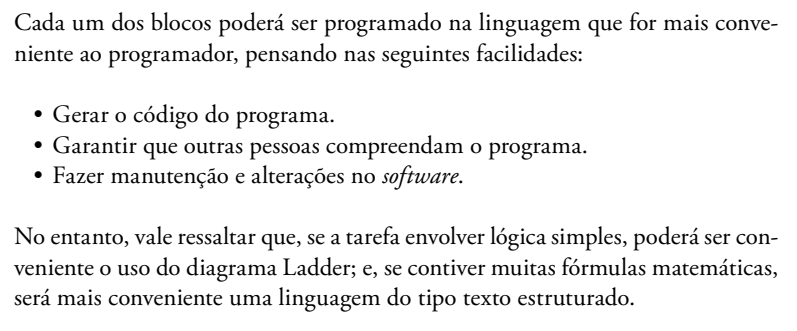 Cada um dos blocos poderá ser programado na linguagem que for mais conve-
niente ao programador, pensando nas seguintes facilidades:
• Gerar o código do programa.
• Garantir que outras pessoas compreendam o programa.
• Fazer manutenção e alterações no software.
No entanto, vale ressaltar que, se a tarefa envolver lógica simples, poderá ser con-
veniente o uso do diagrama Ladder; e, se contiver muitas fórmulas matemáticas,
será mais conveniente uma linguagem do tipo texto estruturado.